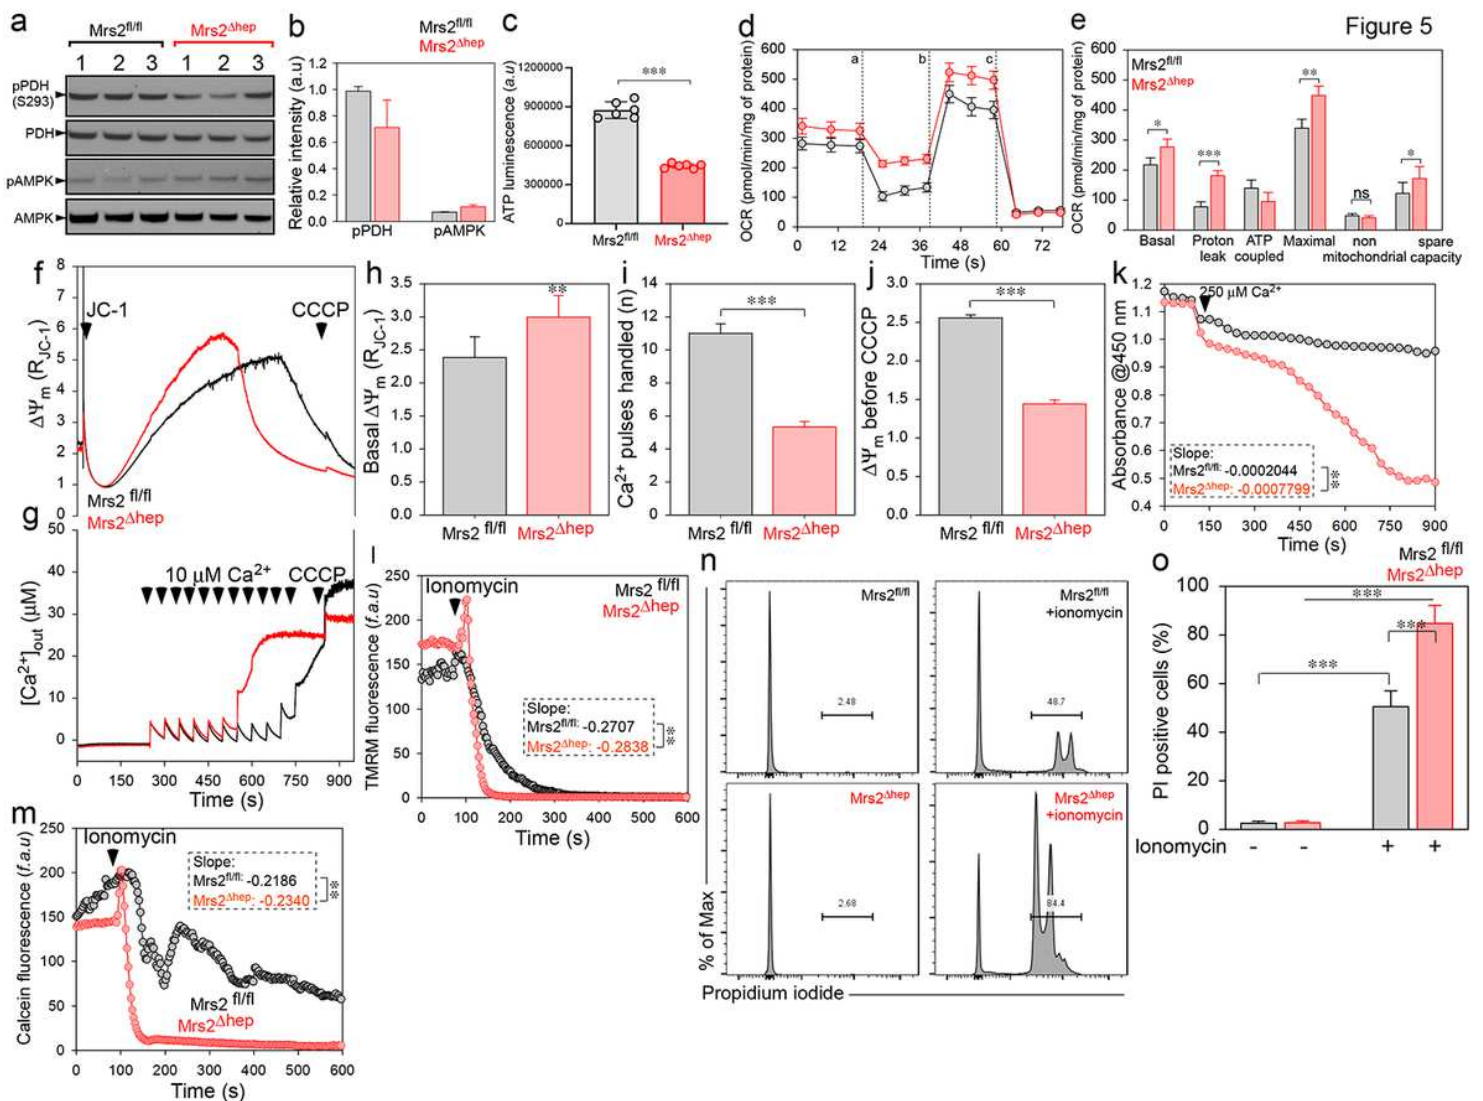 Figure 5
a
Mrs2fl/fl
Mrs2Δhep
1 2 3 1 2 3
pPDH
(S293)
PDH
pAMPK
AMPK
b
Mrs2fl/fl
Mrs2Δhep
Relative intensity (a.u)
1.2
1.0
0.8
0.6
0.4
0.2
0.0
pPDH
pAMPK
c
ATP luminescence (a.u)
900000
600000
300000
0
***
Mrs2fl/fl
Mrs2Δhep
d
OCR (pmol/min/mg of protein)
600
500
400
300
200
100
0
a b c
0 12 24 36 48 60 72
Time (s)
e
Mrs2fl/fl
Mrs2Δhep
OCR (pmol/min/mg of protein)
600
500
400
300
200
100
0
*
***
**
ns
*
Basal
Proton leak
ATP coupled
Maximal
non mitochondrial
spare capacity
f
ΔΨm (RJC-1)
8
7
6
5
4
3
2
1
JC-1
CCCP
Mrs2 fl/fl
Mrs2Δhep
g
[Ca2+]out (μM)
50
40
30
20
10
0
10 μM Ca2+
CCCP
0 150 300 450 600 750 900
Time (s)
h
Basal ΔΨm (RJC-1)
3.5
3.0
2.5
2.0
1.5
1.0
0.5
0.0
**
Mrs2 fl/fl
Mrs2Δhep
i
Ca2+ pulses handled (n)
14
12
10
8
6
4
2
0
***
Mrs2 fl/fl
Mrs2Δhep
j
ΔΨm before CCCP
3.0
2.5
2.0
1.5
1.0
0.5
0.0
***
Mrs2 fl/fl
Mrs2Δhep
k
Absorbance @450 nm
1.2
1.0
0.9
0.8
0.6
0.4
250 μM Ca2+
Slope:
Mrs2fl/fl: -0.0002044
Mrs2Δhep: -0.0007799
**
0 150 300 450 600 750 900
Time (s)
l
TMRM fluorescence (f.a.u)
250
200
150
100
50
0
Ionomycin
Mrs2 fl/fl
Mrs2Δhep
Slope:
Mrs2fl/fl: -0.2707
Mrs2Δhep: -0.2838
**
0 100 200 300 400 500 600
Time (s)
m
Calcein fluorescence (f.a.u)
250
200
150
100
50
0
Ionomycin
Slope:
Mrs2fl/fl: -0.2186
Mrs2Δhep: -0.2340
**
Mrs2 fl/fl
Mrs2Δhep
0 100 200 300 400 500 600
Time (s)
n
% of Max
Mrs2fl/fl
2.48
Mrs2fl/fl
+ionomycin
48.7
Mrs2Δhep
2.68
Mrs2Δhep
+ionomycin
84.4
Propidium iodide
o
Mrs2 fl/fl
Mrs2Δhep
PI positive cells (%)
100
80
60
40
20
0
***
***
***
Ionomycin - - + +